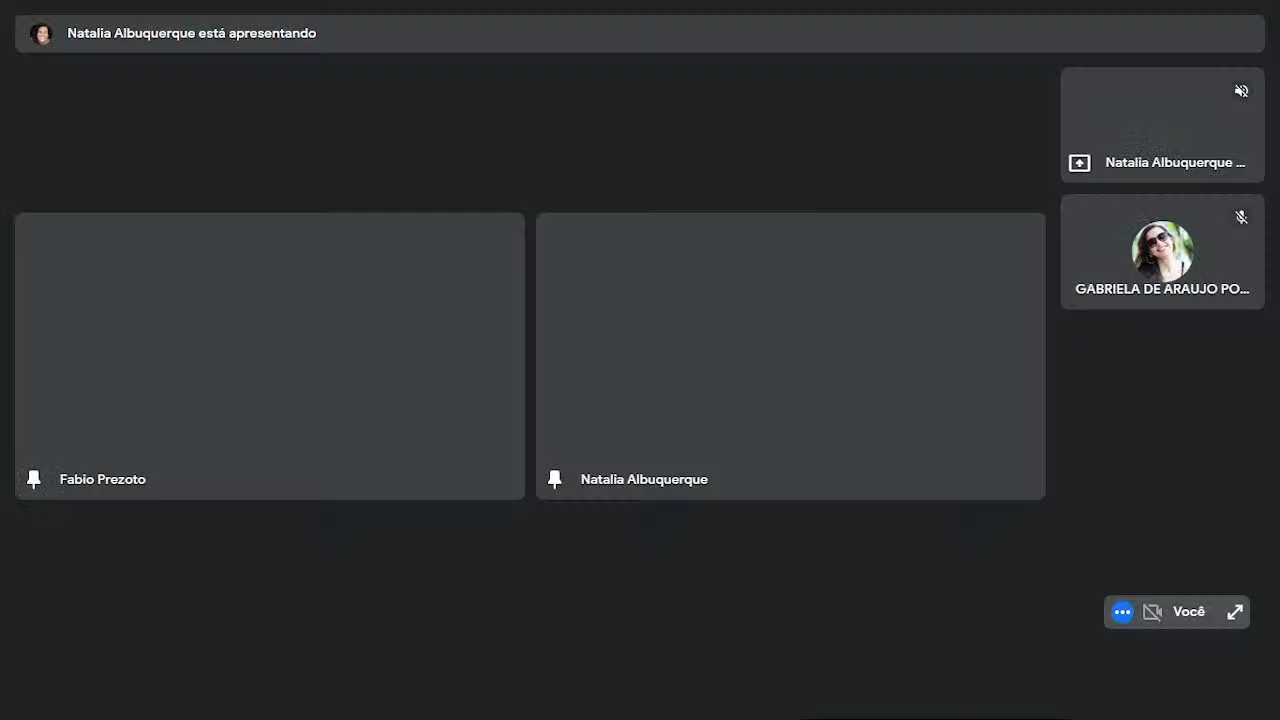 Natalia Albuquerque está apresentando
Natalia Albuquerque ...
GABRIELA DE ARAUJO PO...
Fabio Prezoto
Natalia Albuquerque
Você